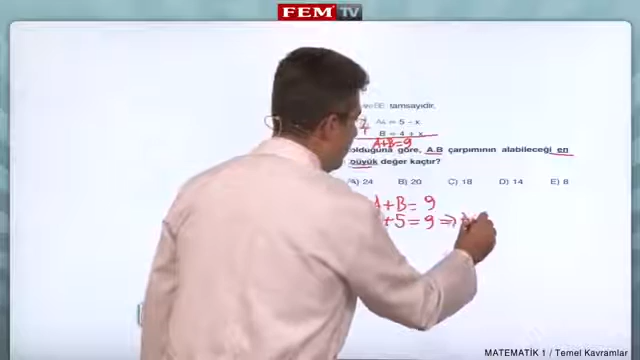 FEM TV
tamsayıdır,
A = 5 - x
B = 4 + x
A+B=9
olduğuna göre, A.B çarpımının alabileceği en
büyük değer kaçtır?
A) 24 B) 20 C) 18 D) 14 E) 8
A+B= 9
+5=9 ⇒
MATEMATİK 1 / Temel Kavramlar